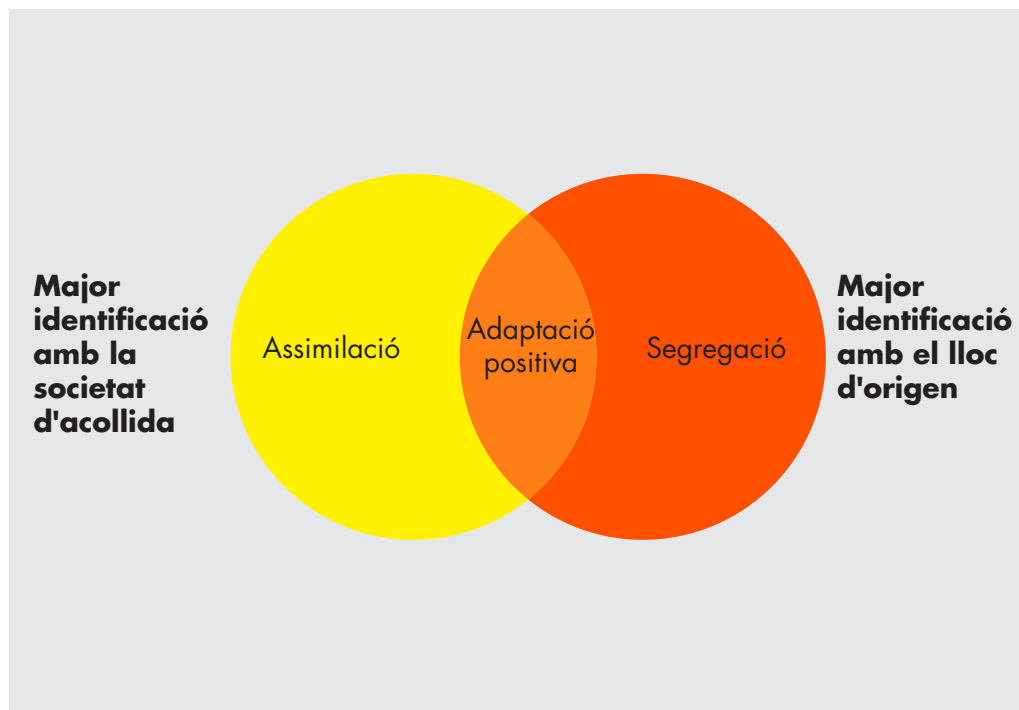 Major
identificació
amb la
societat
d'acollida
Assimilació
Adaptació
positiva
Segregació
Major
identificació
amb el lloc
d'origen